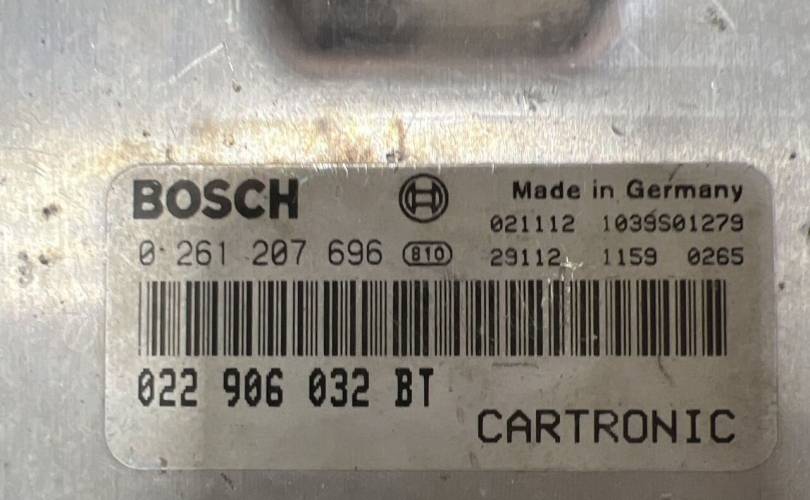 BOSCH
Made in Germany
021112 1039S01279
0 261 207 696 810
29112 1159 0265
022 906 032 BT
CARTRONIC